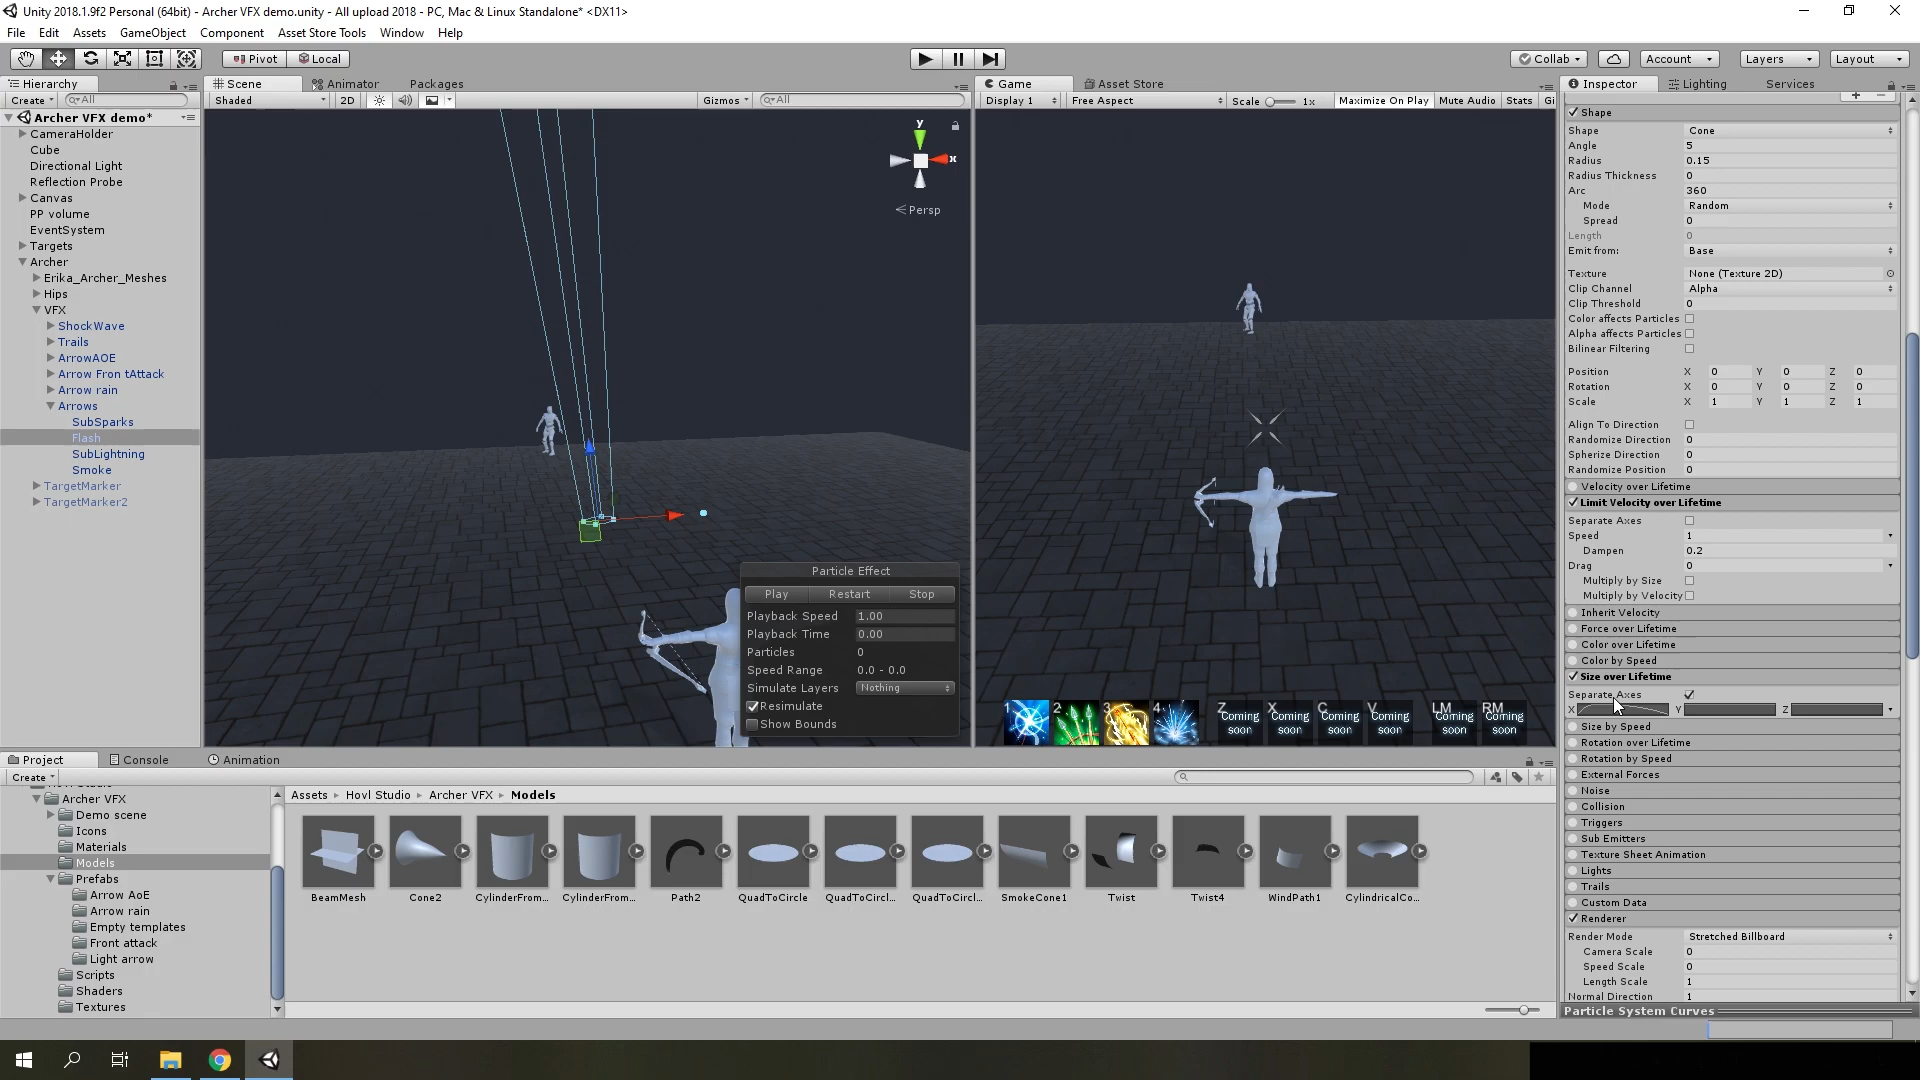 Unity 2018.1.9f2 Personal (64bit) - Archer VFX demo.unity - All upload 2018 - PC, Mac & Linux Standalone* <DX11>
File Edit Assets GameObject Component Asset Store Tools Window Help
Pivot Local Collab Account Layers Layout
Hierarchy Scene Animator Packages Game Asset Store Inspector Lighting Services
Create All Shaded 2D Gizmos All Display 1 Free Aspect Scale 1x Maximize On Play Mute Audio Stats Gi
Archer VFX demo*
CameraHolder
Cube
Directional Light
Reflection Probe
Canvas
PP volume
EventSystem
Targets
Archer
Erika_Archer_Meshes
Hips
VFX
ShockWave
Trails
ArrowAOE
Arrow Fron tAttack
Arrow rain
Arrows
SubSparks
Flash
SubLightning
Smoke
TargetMarker
TargetMarker2
y
x
Persp
Particle Effect
Play Restart Stop
Playback Speed 1.00
Playback Time 0.00
Particles 0
Speed Range 0.0 - 0.0
Simulate Layers Nothing
Resimulate
Show Bounds
1 2 3 4 Z Coming soon X Coming soon C Coming soon V Coming soon LM Coming soon RM Coming soon
Shape
Shape Cone
Angle 5
Radius 0.15
Radius Thickness 0
Arc 360
Mode Random
Spread 0
Length 0
Emit from: Base
Texture None (Texture 2D)
Clip Channel Alpha
Clip Threshold 0
Color affects Particles
Alpha affects Particles
Bilinear Filtering
Position X 0 Y 0 Z 0
Rotation X 0 Y 0 Z 0
Scale X 1 Y 1 Z 1
Align To Direction
Randomize Direction 0
Spherize Direction 0
Randomize Position 0
Velocity over Lifetime
Limit Velocity over Lifetime
Separate Axes
Speed 1
Dampen 0.2
Drag 0
Multiply by Size
Multiply by Velocity
Inherit Velocity
Force over Lifetime
Color over Lifetime
Color by Speed
Size over Lifetime
Separate Axes
X Y Z
Size by Speed
Rotation over Lifetime
Rotation by Speed
External Forces
Noise
Collision
Triggers
Sub Emitters
Texture Sheet Animation
Lights
Trails
Custom Data
Renderer
Render Mode Stretched Billboard
Camera Scale 0
Speed Scale 0
Length Scale 1
Normal Direction 1
Particle System Curves
Project Console Animation
Create
Archer VFX
Demo scene
Icons
Materials
Models
Prefabs
Arrow AoE
Arrow rain
Empty templates
Front attack
Light arrow
Scripts
Shaders
Textures
Assets Hovl Studio Archer VFX Models
BeamMesh Cone2 CylinderFrom... CylinderFrom... Path2 QuadToCircle QuadToCircl... QuadToCircl... SmokeCone1 Twist Twist4 WindPath1 CylindricalCo...